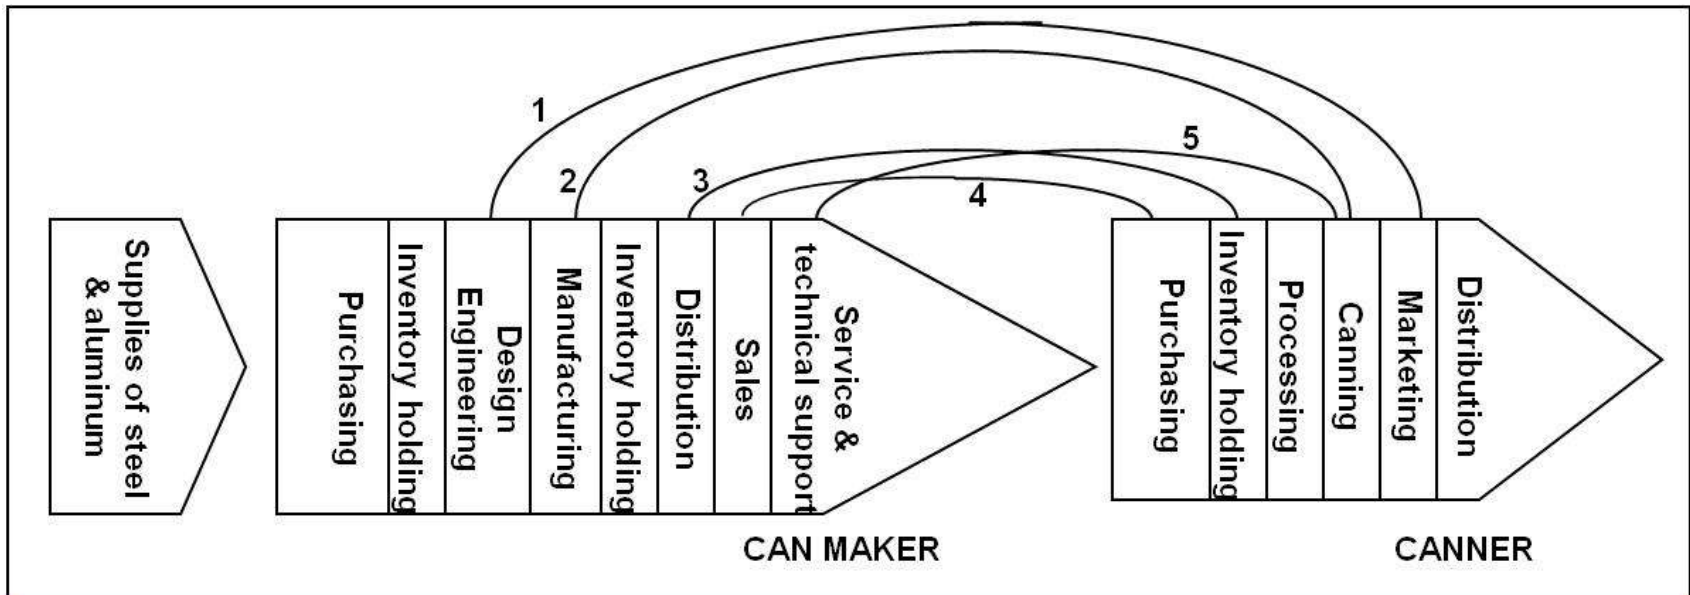 1
2
3
4
5
Supplies of steel
& aluminum
Purchasing
Inventory holding
Design
Engineering
Manufacturing
Inventory holding
Distribution
Sales
Service &
technical support
Purchasing
Inventory holding
Processing
Canning
Marketing
Distribution
CAN MAKER
CANNER